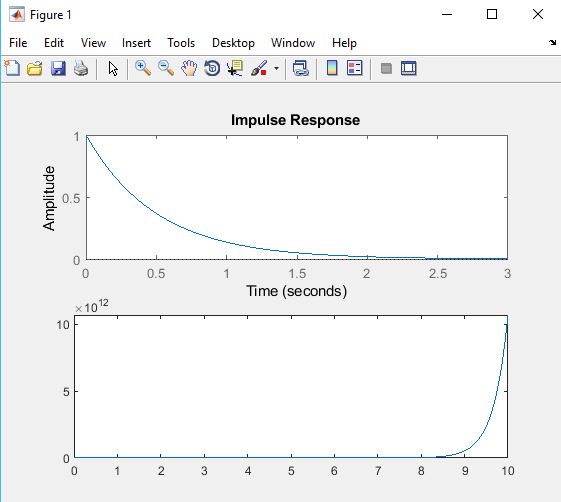 Figure 1
File Edit View Insert Tools Desktop Window Help
Impulse Response
1
0.5
0
Amplitude
0 0.5 1 1.5 2 2.5 3
Time (seconds)
×10^12
10
5
0
0 1 2 3 4 5 6 7 8 9 10